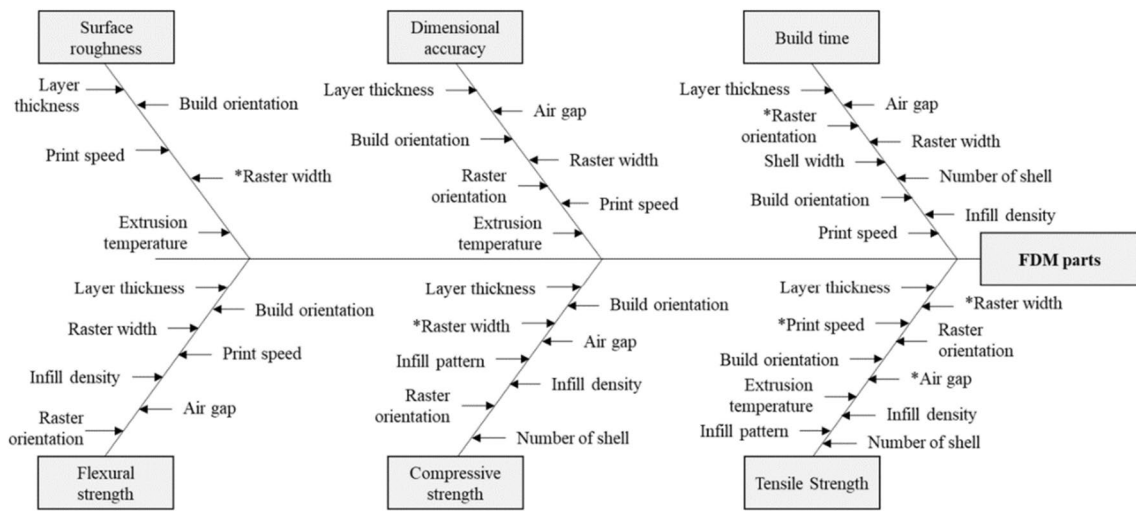 Surface
roughness
Layer
thickness
Build orientation
Print speed
*Raster width
Extrusion
temperature
Dimensional
accuracy
Layer thickness
Air gap
Build orientation
Raster width
Raster
orientation
Print speed
Extrusion
temperature
Build time
Layer thickness
Air gap
*Raster
orientation
Raster width
Shell width
Number of shell
Build orientation
Infill density
Print speed
FDM parts
Layer thickness
Build orientation
Raster width
Print speed
Infill density
Air gap
Raster
orientation
Flexural
strength
Layer thickness
Build orientation
*Raster width
Air gap
Infill pattern
Infill density
Raster
orientation
Number of shell
Compressive
strength
Layer thickness
*Raster width
*Print speed
Raster
orientation
Build orientation
*Air gap
Extrusion
temperature
Infill density
Infill pattern
Number of shell
Tensile Strength